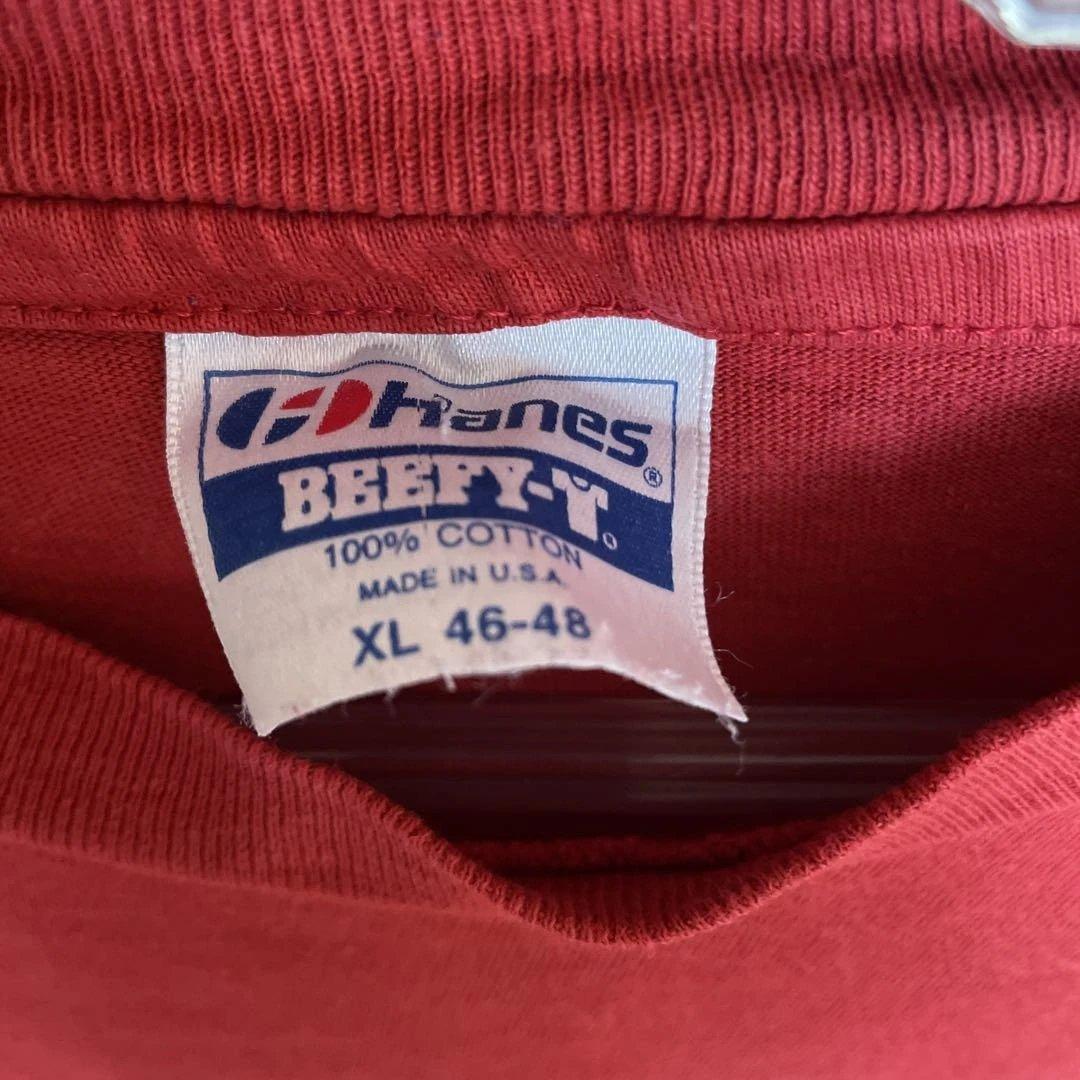 Hanes®
BEEFY-T®
100% COTTON
MADE IN U.S.A.
XL 46-48